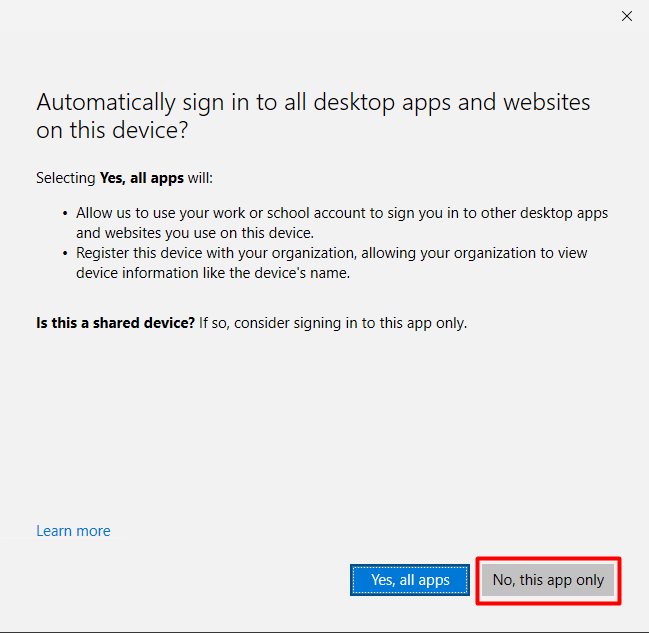 Automatically sign in to all desktop apps and websites
on this device?
Selecting Yes, all apps will:
• Allow us to use your work or school account to sign you in to other desktop apps
and websites you use on this device.
• Register this device with your organization, allowing your organization to view
device information like the device's name.
Is this a shared device? If so, consider signing in to this app only.
Learn more
Yes, all apps
No, this app only